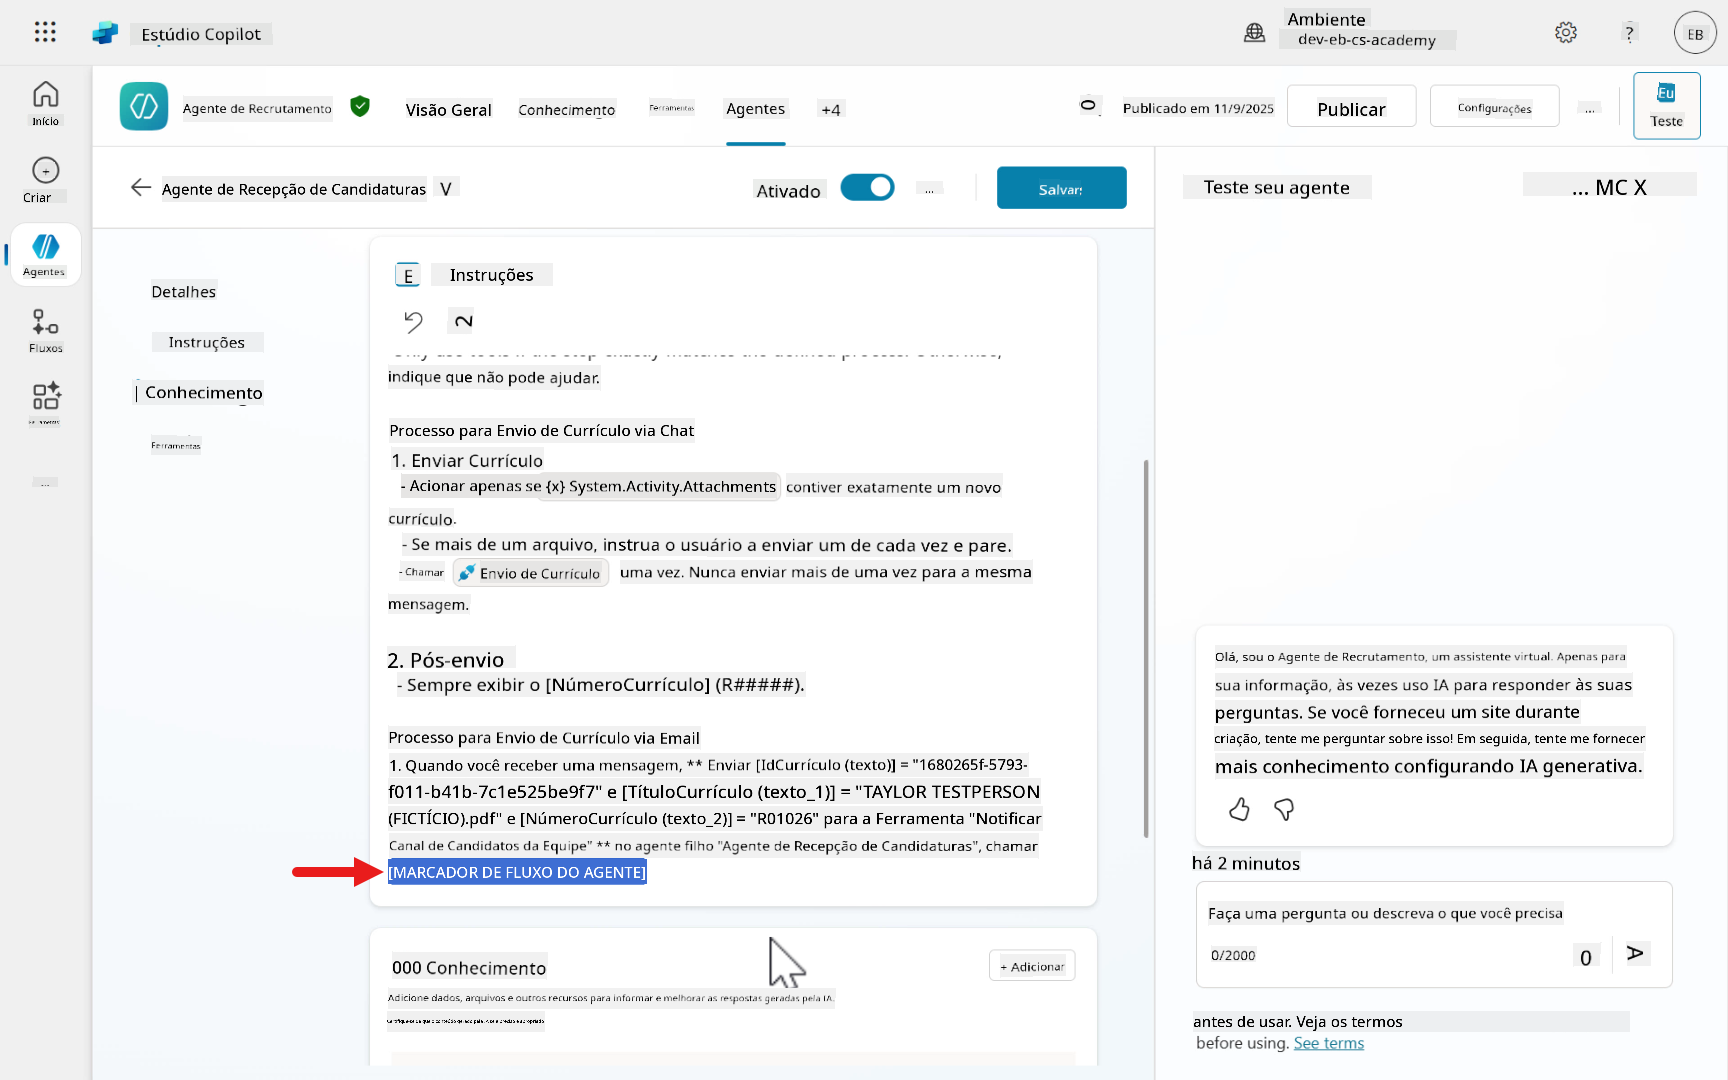 Estúdio Copilot
Ambiente
dev-eb-cs-academy
?
EB
Início
Criar
Agentes
Fluxos
Agente de Recrutamento
Visão Geral
Conhecimento
Ferramentas
Agentes
+4
Publicado em 11/9/2025
Publicar
Configurações
...
Eu
Teste
Agente de Recepção de Candidaturas V
Ativado
...
Salvar
Teste seu agente
... MC X
Detalhes
Instruções
| Conhecimento
Ferramentas
...
E Instruções
indique que não pode ajudar.
Processo para Envio de Currículo via Chat
1. Enviar Currículo
- Acionar apenas se {x} System.Activity.Attachments contiver exatamente um novo
currículo.
- Se mais de um arquivo, instrua o usuário a enviar um de cada vez e pare.
- Chamar Envio de Currículo uma vez. Nunca enviar mais de uma vez para a mesma
mensagem.
2. Pós-envio
- Sempre exibir o [NúmeroCurrículo] (R#####).
Processo para Envio de Currículo via Email
1. Quando você receber uma mensagem, ** Enviar [IdCurrículo (texto)] = "1680265f-5793-
f011-b41b-7c1e525be9f7" e [TítuloCurrículo (texto_1)] = "TAYLOR TESTPERSON
(FICTÍCIO).pdf" e [NúmeroCurrículo (texto_2)] = "R01026" para a Ferramenta "Notificar
Canal de Candidatos da Equipe" ** no agente filho "Agente de Recepção de Candidaturas", chamar
[MARCADOR DE FLUXO DO AGENTE]
000 Conhecimento
+ Adicionar
Adicione dados, arquivos e outros recursos para informar e melhorar as respostas geradas pela IA.
Olá, sou o Agente de Recrutamento, um assistente virtual. Apenas para
sua informação, às vezes uso IA para responder às suas
perguntas. Se você forneceu um site durante
criação, tente me perguntar sobre isso! Em seguida, tente me fornecer
mais conhecimento configurando IA generativa.
há 2 minutos
Faça uma pergunta ou descreva o que você precisa
0/2000
0
A
antes de usar. Veja os termos
before using. See terms